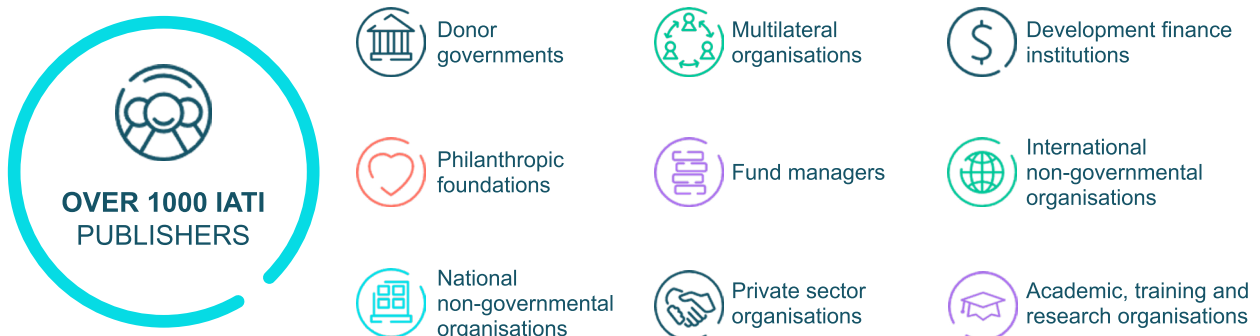 OVER 1000 IATI
PUBLISHERS
Donor
governments
Multilateral
organisations
Development finance
institutions
Philanthropic
foundations
Fund managers
International
non-governmental
organisations
National
non-governmental
organisations
Private sector
organisations
Academic, training and
research organisations